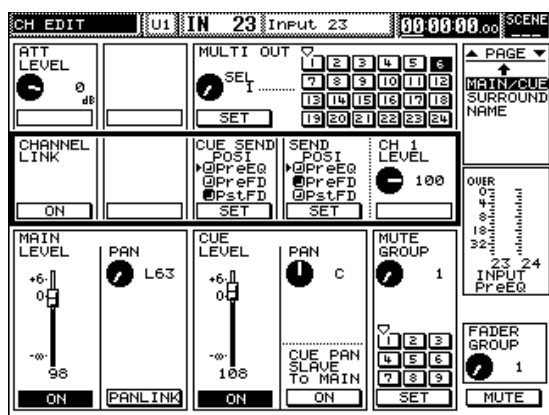 CH EDIT U1 IN 23 Input 23 00:00:00.00 SCENE
ATT LEVEL
0
dB
MULTI OUT
SEL
1
1 2 3 4 5 6
7 8 9 10 11 12
13 14 15 16 17 18
19 20 21 22 23 24
SET
PAGE
MAIN/CUE
SURROUND
NAME
CHANNEL LINK
ON
CUE SEND POSI
PreEQ
PreFD
PstFD
SET
SEND POSI
PreEQ
PreFD
PstFD
SET
CH 1
LEVEL
100
OVER
0
4
8
18
32
23 24
INPUT
PreEQ
MAIN LEVEL
+6
0
-∞
98
ON
PAN
L63
PANLINK
CUE LEVEL
+6
0
-∞
108
ON
PAN
C
CUE PAN
SLAVE
To MAIN
ON
MUTE GROUP
1
1 2 3
4 5 6
7 8 9
SET
FADER GROUP
1
MUTE